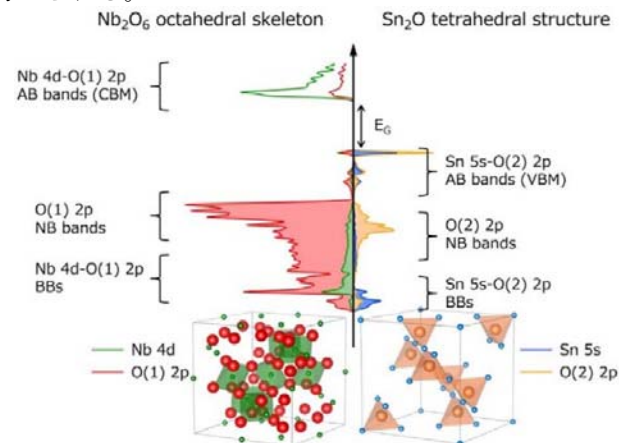 Nb₂O₆ octahedral skeleton
Sn₂O tetrahedral structure
Nb 4d-O(1) 2p
AB bands (CBM)
E_G
Sn 5s-O(2) 2p
AB bands (VBM)
O(1) 2p
NB bands
O(2) 2p
NB bands
Nb 4d-O(1) 2p
BBs
Sn 5s-O(2) 2p
BBs
Nb 4d
O(1) 2p
Sn 5s
O(2) 2p